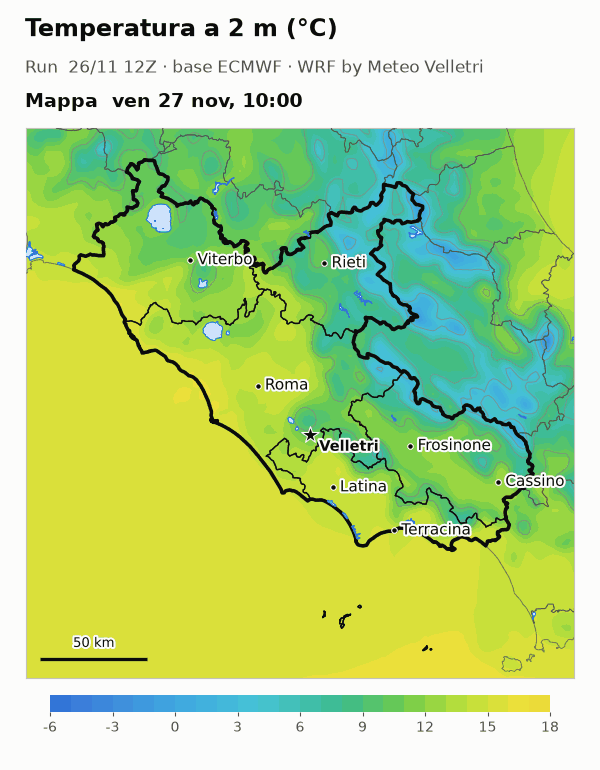 Temperatura a 2 m (°C)
Run  26/11 12Z · base ECMWF · WRF by Meteo Velletri
Mappa  ven 27 nov, 10:00
Viterbo
Rieti
Roma
Velletri
Frosinone
Cassino
Latina
Terracina
50 km
-6 -3 0 3 6 9 12 15 18